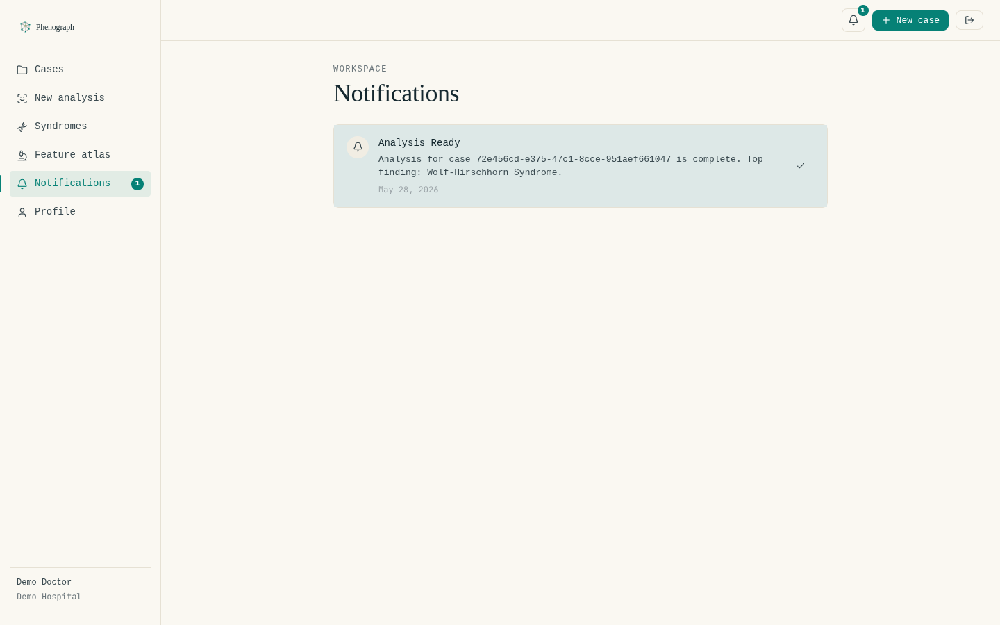 Phenograph
1
New case
Cases
New analysis
Syndromes
Feature atlas
Notifications
1
Profile
WORKSPACE
Notifications
Analysis Ready
Analysis for case 72e456cd-e375-47c1-8cce-951aef661047 is complete. Top
finding: Wolf-Hirschhorn Syndrome.
May 28, 2026
Demo Doctor
Demo Hospital